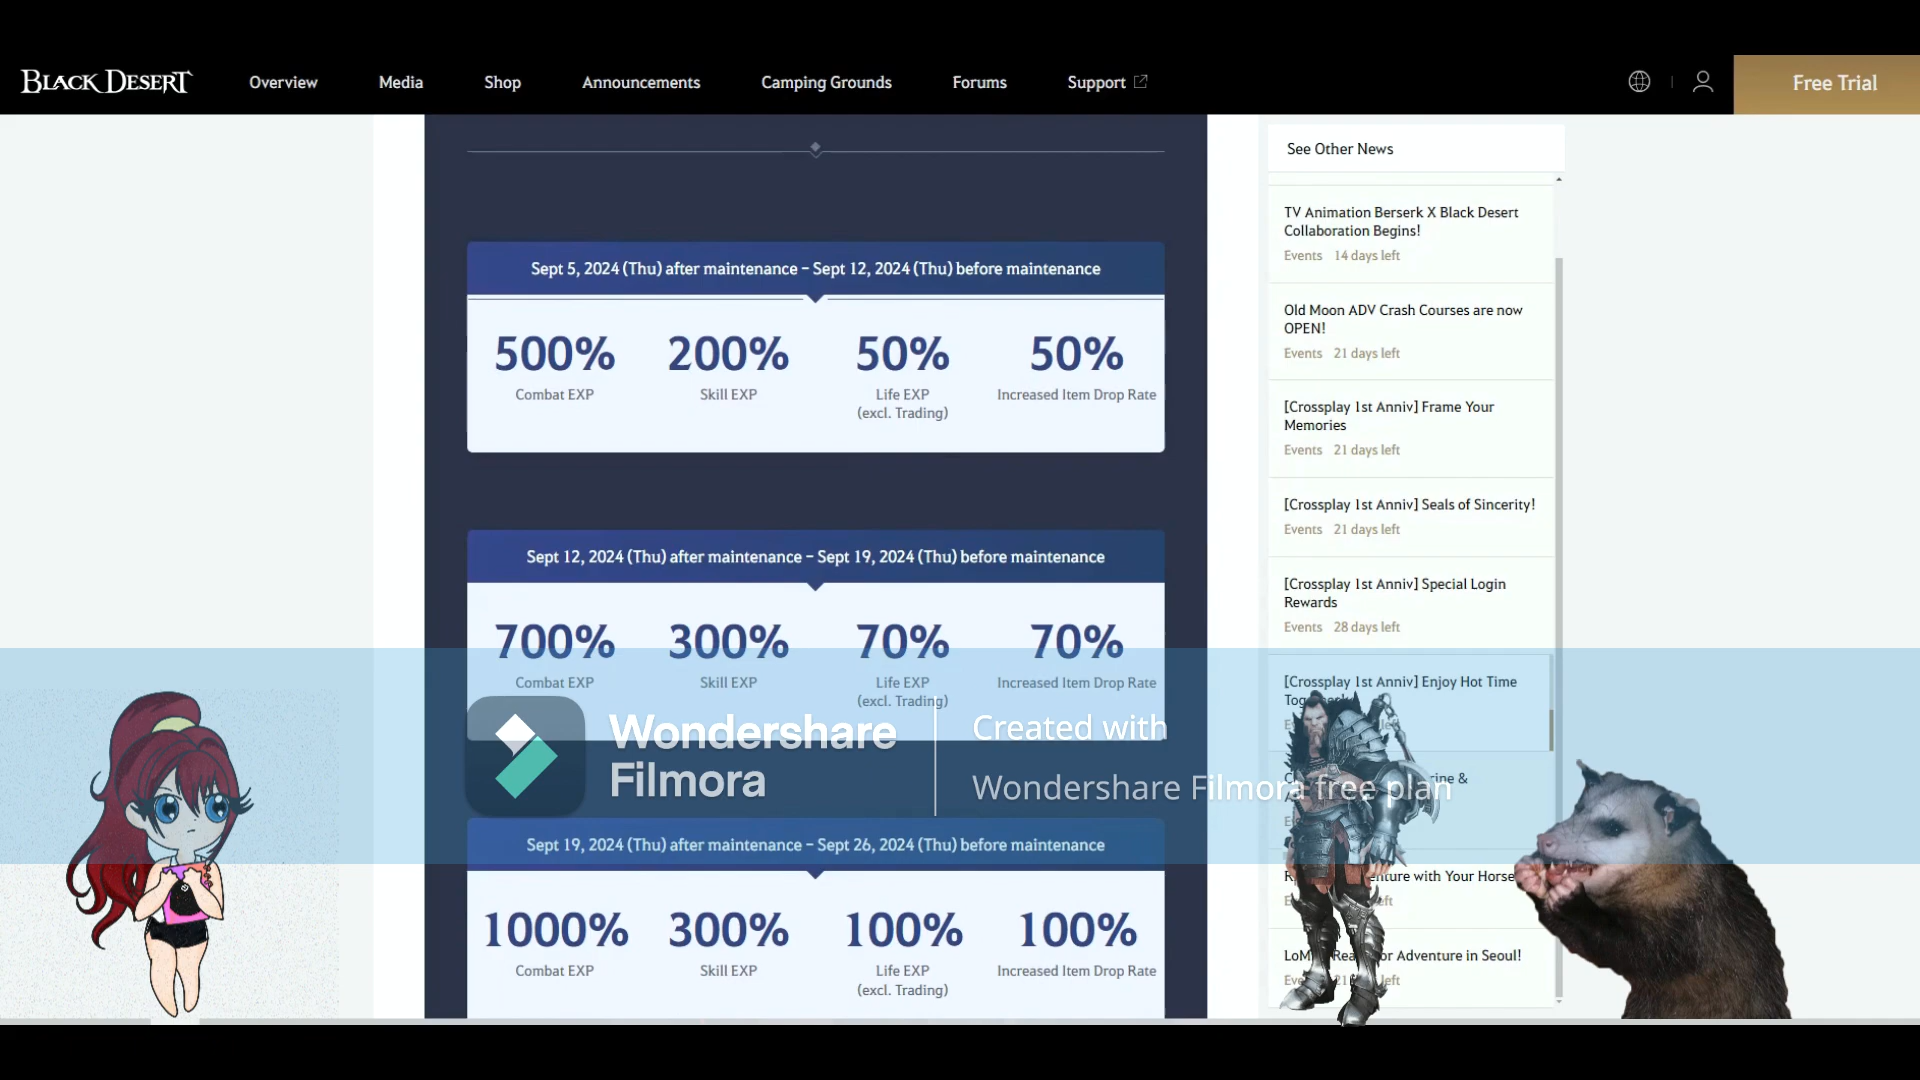 BLACK DESERT
Overview
Media
Shop
Announcements
Camping Grounds
Forums
Support
Free Trial
Sept 5, 2024 (Thu) after maintenance – Sept 12, 2024 (Thu) before maintenance
500%
200%
50%
50%
Combat EXP
Skill EXP
Life EXP
Increased Item Drop Rate
(excl. Trading)
Sept 12, 2024 (Thu) after maintenance – Sept 19, 2024 (Thu) before maintenance
700%
300%
70%
70%
Combat EXP
Skill EXP
Life EXP
Increased Item Drop Rate
(excl. Trading)
Wondershare
Filmora
Created with
Wondershare Filmora free plan
Sept 19, 2024 (Thu) after maintenance – Sept 26, 2024 (Thu) before maintenance
1000%
300%
100%
100%
Combat EXP
Skill EXP
Life EXP
Increased Item Drop Rate
(excl. Trading)
See Other News
TV Animation Berserk X Black Desert
Collaboration Begins!
Events 14 days left
Old Moon ADV Crash Courses are now
OPEN!
Events 21 days left
[Crossplay 1st Anniv] Frame Your
Memories
Events 21 days left
[Crossplay 1st Anniv] Seals of Sincerity!
Events 21 days left
[Crossplay 1st Anniv] Special Login
Rewards
Events 28 days left
[Crossplay 1st Anniv] Enjoy Hot Time
&
with Your Horse
Adventure in Seoul!
left